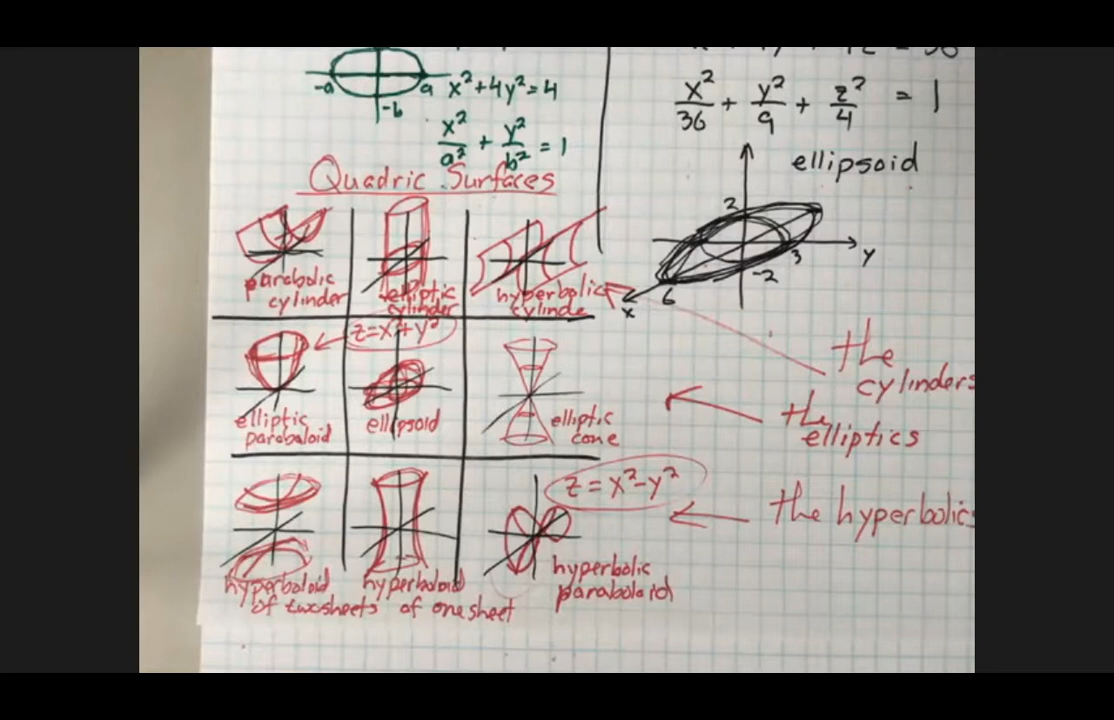 -a
a
-b
x²+4y²=4
x²/a² + y²/b² = 1
x²/36 + y²/9 + z²/4 = 1
ellipsoid
2
3
-2
6
x
y
Quadric Surfaces
parabolic
cylinder
elliptic
cylinder
hyperbolic
cylinde
the
cylinders
z=x²+y²
elliptic
parabaloid
ellipsoid
elliptic
cone
the
elliptics
z=x²-y²
the hyperbolics
hyperboloid
of two sheets
hyperboloid
of one sheet
hyperbolic
paraboloid